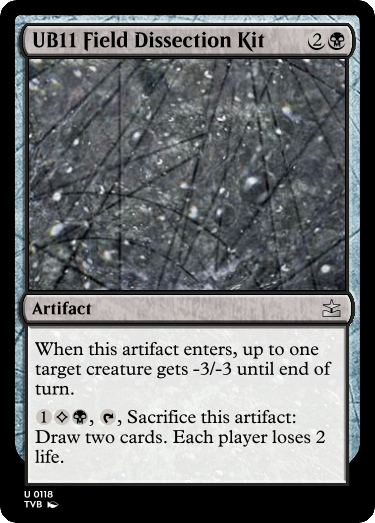 UB11 Field Dissection Kit 2
Artifact
When this artifact enters, up to one
target creature gets -3/-3 until end of
turn.
1 , , Sacrifice this artifact:
Draw two cards. Each player loses 2
life.
U 0118
TVB